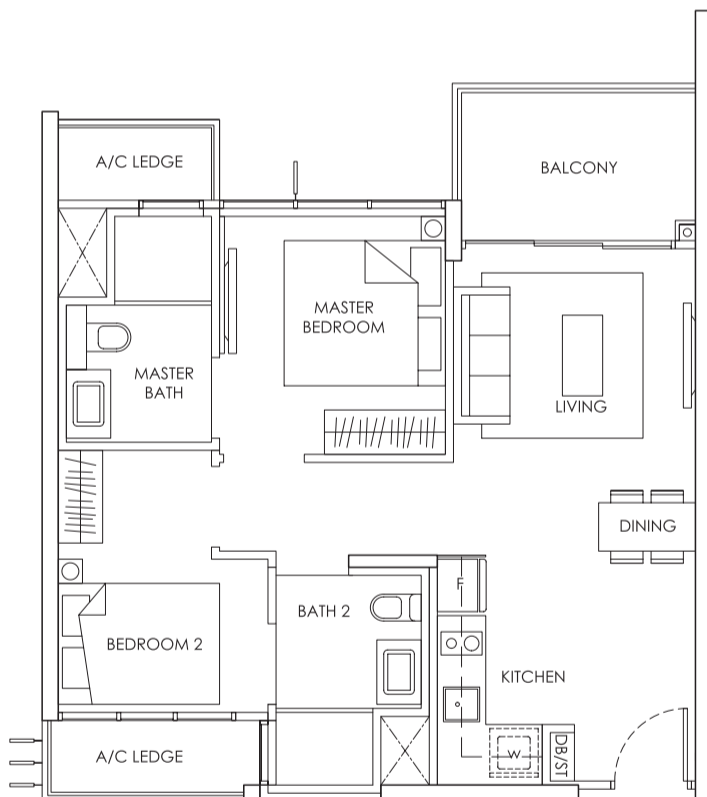 A/C LEDGE
BALCONY
MASTER
BEDROOM
MASTER
BATH
LIVING
DINING
F
BATH 2
BEDROOM 2
KITCHEN
A/C LEDGE
W
DB/ST